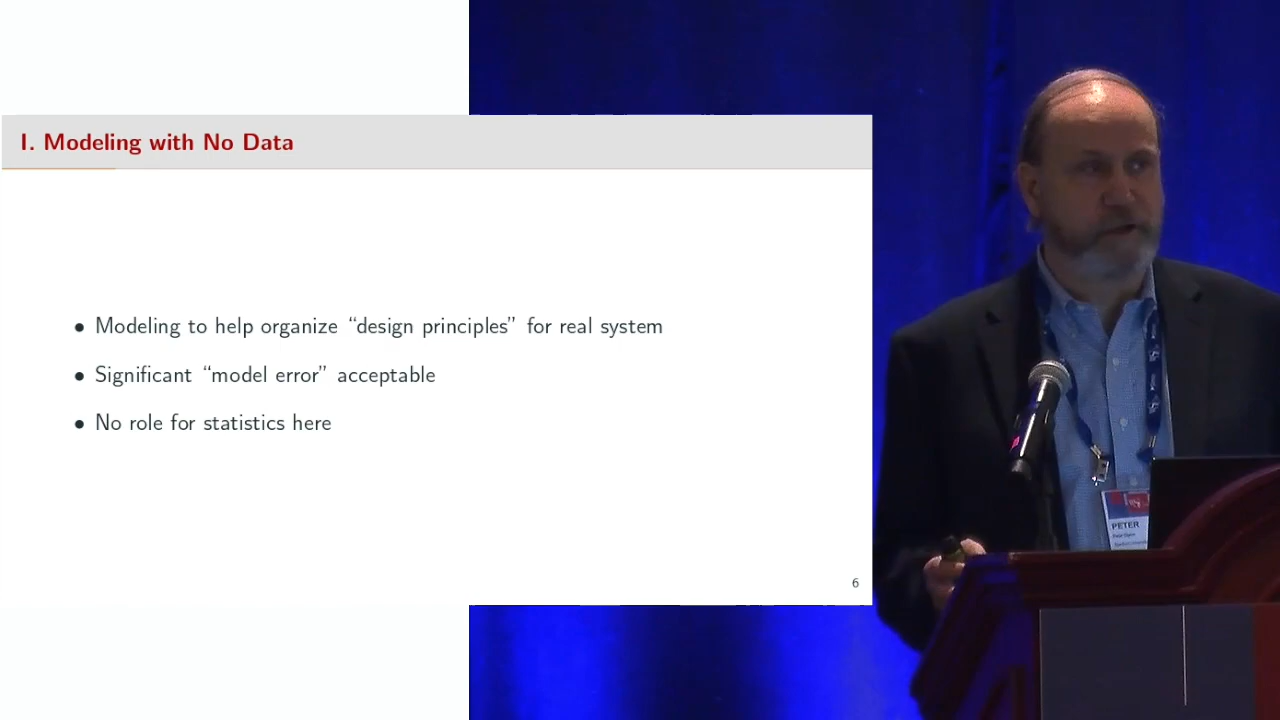 I. Modeling with No Data
• Modeling to help organize “design principles” for real system
• Significant “model error” acceptable
• No role for statistics here
6
PETER